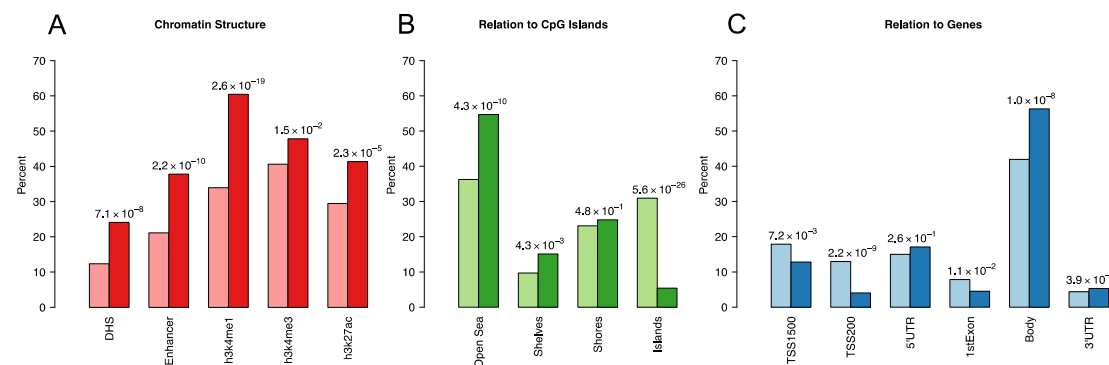 A
Chromatin Structure
Percent
70
60
50
40
30
20
10
0
7.1 × 10⁻⁸
2.2 × 10⁻¹⁰
2.6 × 10⁻¹⁹
1.5 × 10⁻²
2.3 × 10⁻⁵
DHS
Enhancer
h3k4me1
h3k4me3
h3k27ac
B
Relation to CpG Islands
Percent
70
60
50
40
30
20
10
0
4.3 × 10⁻¹⁰
4.3 × 10⁻³
4.8 × 10⁻¹
5.6 × 10⁻²⁶
Open Sea
Shelves
Shores
Islands
C
Relation to Genes
Percent
70
60
50
40
30
20
10
0
7.2 × 10⁻³
2.2 × 10⁻⁹
2.6 × 10⁻¹
1.1 × 10⁻²
1.0 × 10⁻⁸
3.9 × 10⁻
TSS1500
TSS200
5'UTR
1stExon
Body
3'UTR